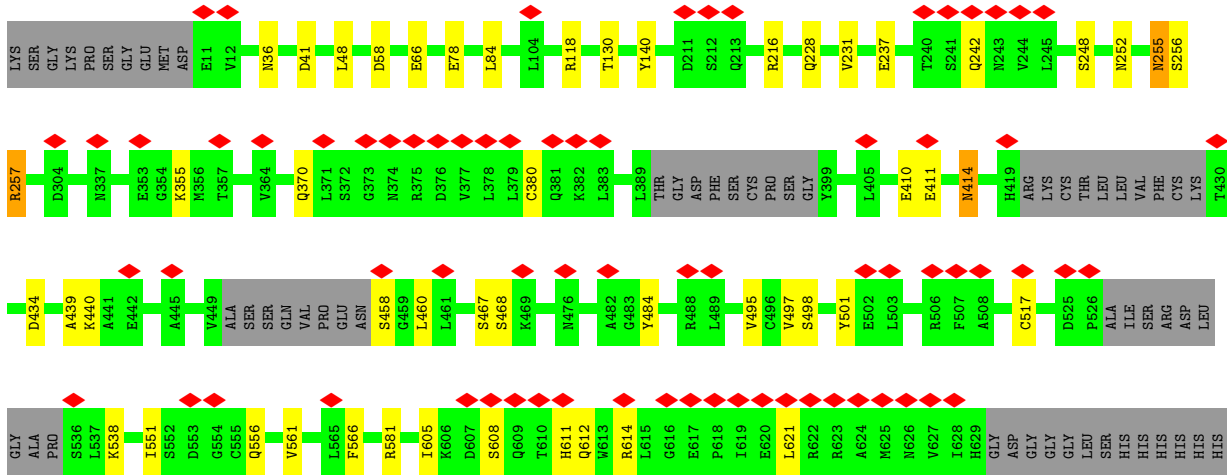 LYS SER GLY LYS PRO SER GLY GLU MET ASP E11 V12 N36 D41 L48 D58 E66 E78 L84 L104 R118 T130 Y140 D211 S212 Q213 R216 Q228 V231 E237 T240 S241 Q242 N243 V244 L245 S248 N252 N255 S256
R257 D304 N337 E353 G354 K355 M356 T357 V364 Q370 L371 S372 G373 N374 R375 D376 V377 L378 L379 C380 Q381 K382 L383 L389 THR GLY ASP PHE SER CYS PRO SER GLY Y399 L405 E410 E411 N414 H419 ARG LYS CYS THR LEU LEU VAL PHE CYS LYS T430
D434 A439 K440 A441 E442 A445 V449 ALA SER SER GLN VAL PRO GLU ASN S458 G459 L460 L461 S467 S468 K469 N476 A482 G483 Y484 R488 L489 V495 C496 V497 S498 Y501 E502 L503 R506 F507 A508 C517 D525 P526 ALA ILE SER ARG ASP LEU
GLY ALA PRO S536 L537 K538 I551 S552 D553 G554 C555 Q556 V561 L565 F566 R581 I605 K606 D607 S608 Q609 T610 H611 Q612 W613 R614 L615 G616 E617 P618 I619 E620 L621 R622 R623 A624 M625 N626 V627 I628 H629 GLY ASP GLY GLY GLY LEU SER HIS HIS HIS HIS HIS HIS